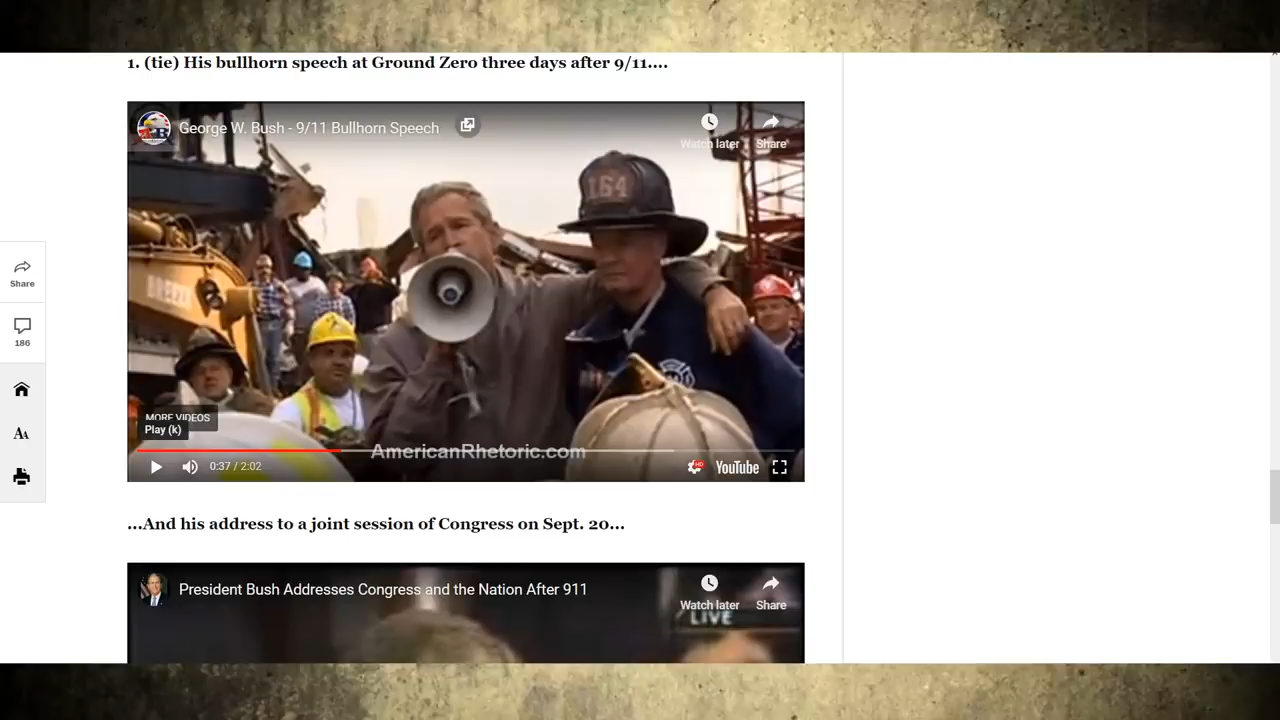 1. (tie) His bullhorn speech at Ground Zero three days after 9/11....
George W. Bush - 9/11 Bullhorn Speech
Watch later
Share
164
Share
186
MORE VIDEOS
Play (k)
AmericanRhetoric.com
0:37 / 2:02
HD
YouTube
AA
...And his address to a joint session of Congress on Sept. 20...
President Bush Addresses Congress and the Nation After 911
Watch later
Share
LIVE